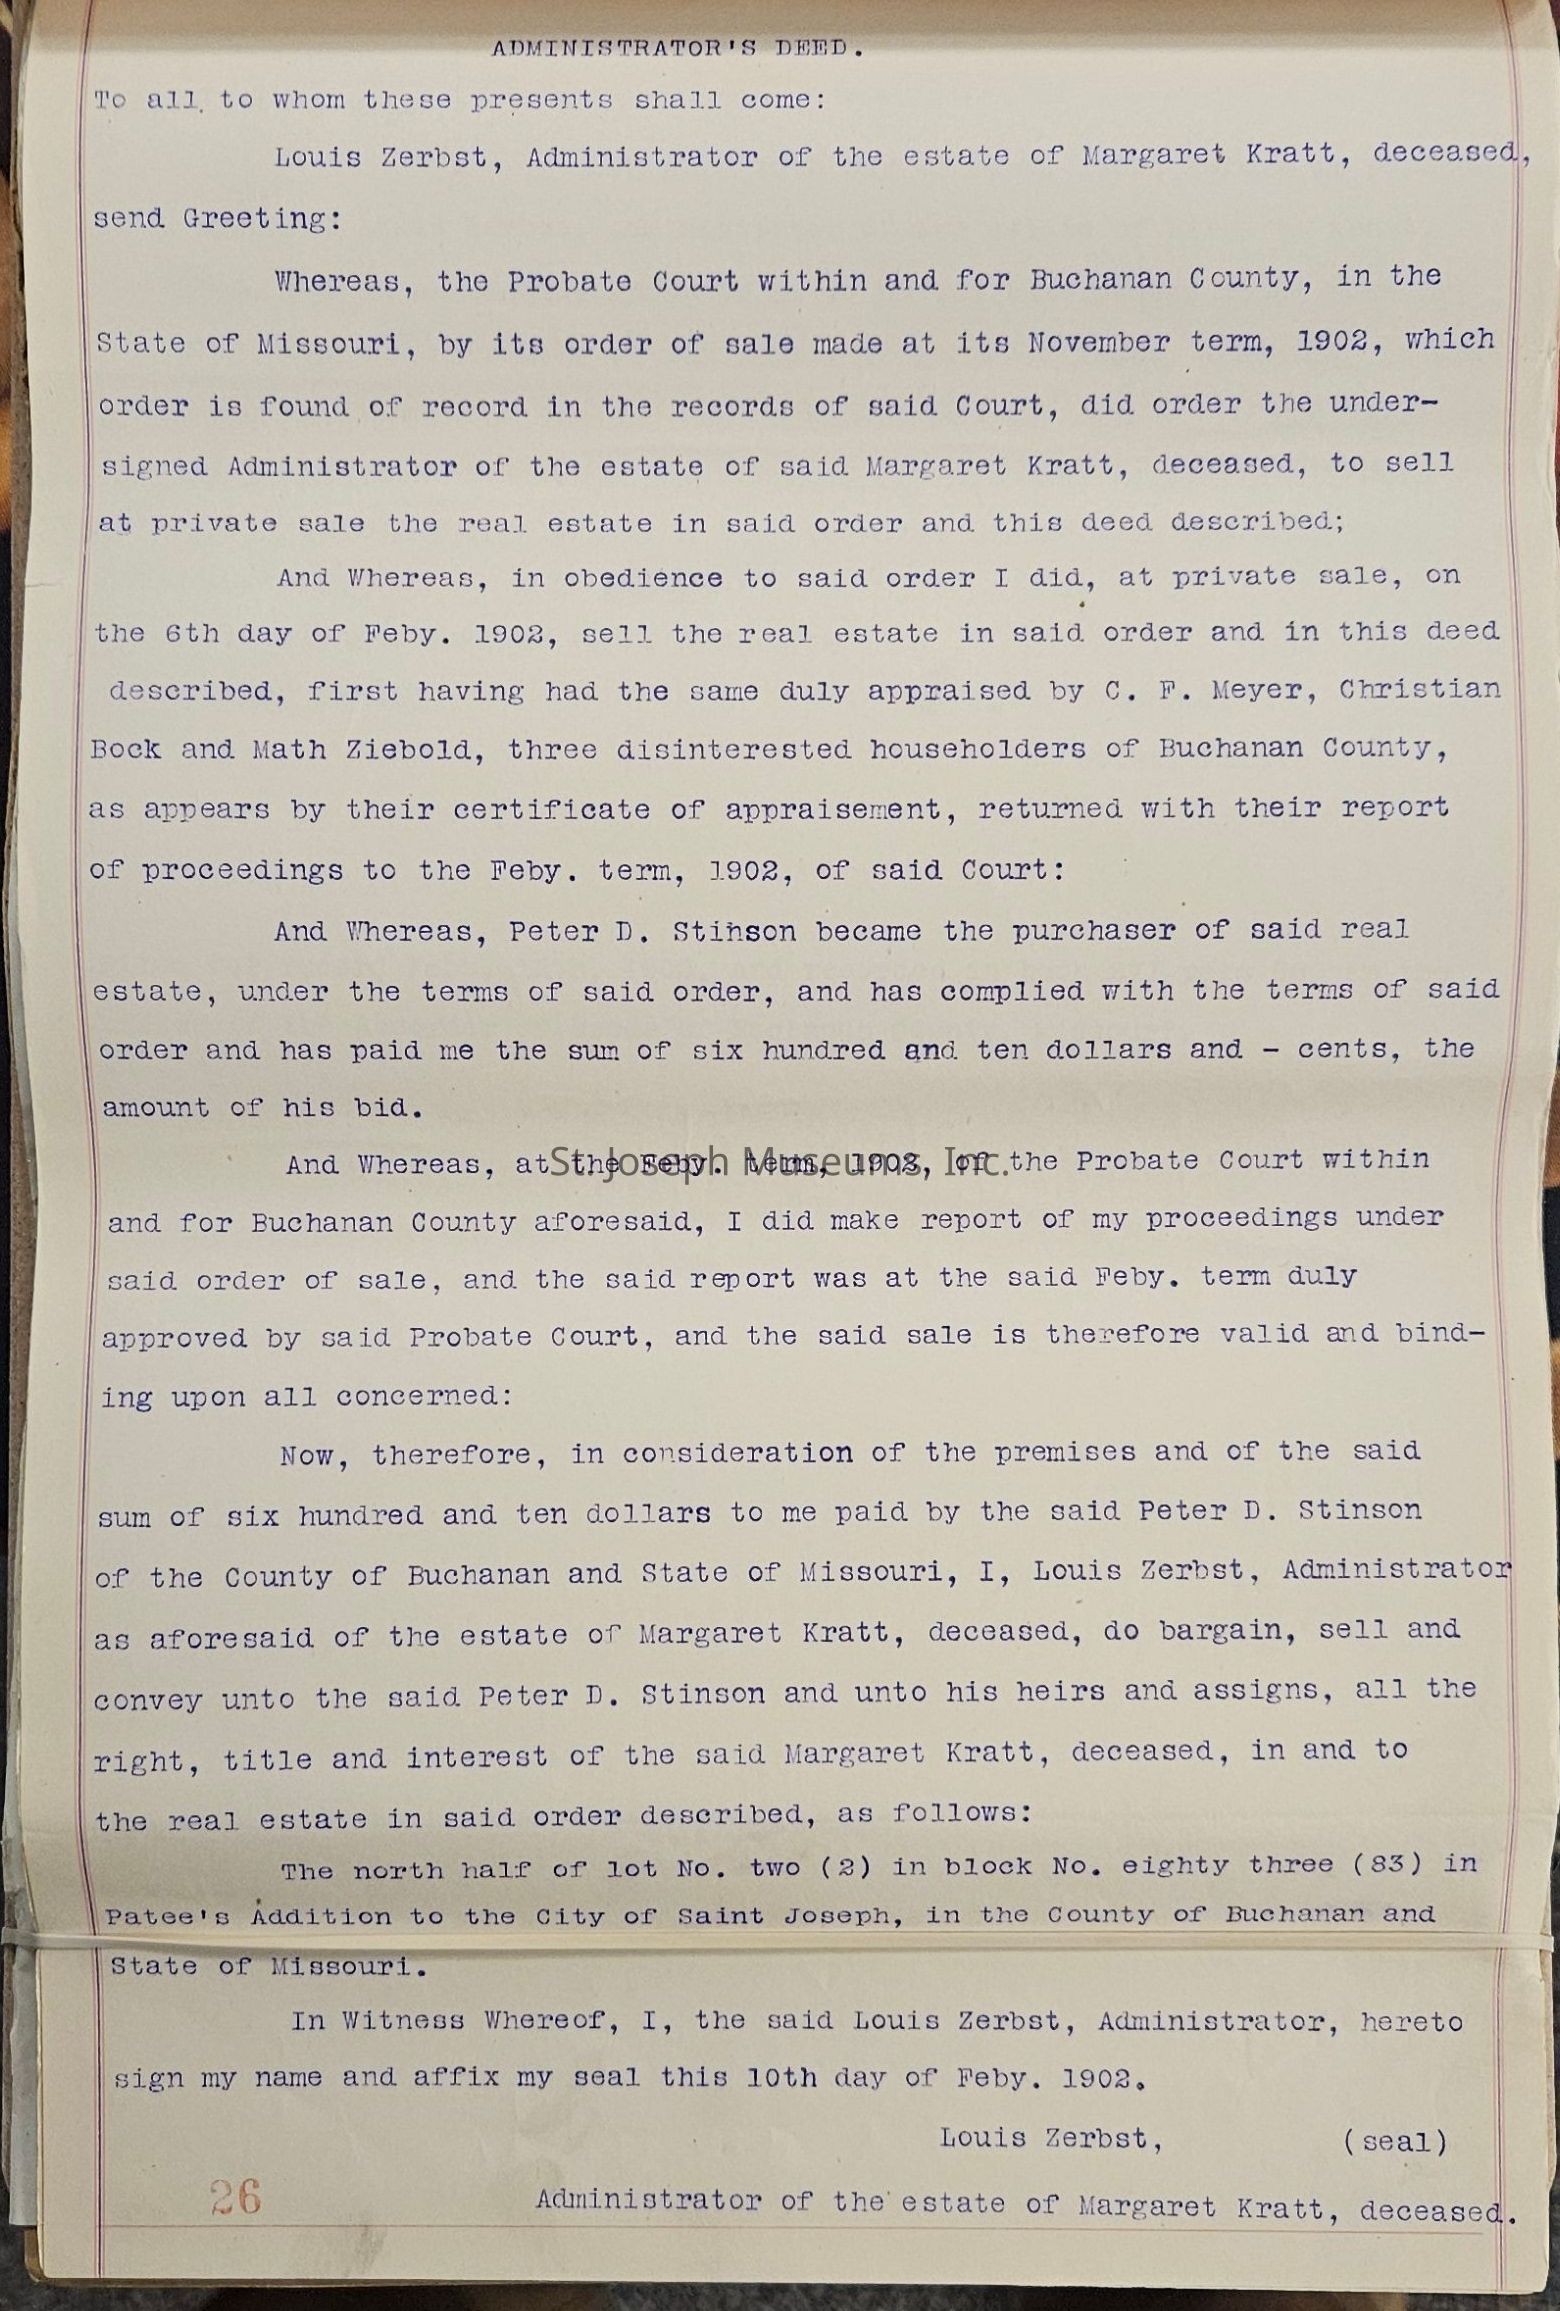 ADMINISTRATOR'S DEED.
To all to whom these presents shall come:
Louis Zerbst, Administrator of the estate of Margaret Kratt, deceased,
send Greeting:
Whereas, the Probate Court within and for Buchanan County, in the
State of Missouri, by its order of sale made at its November term, 1902, which
order is found of record in the records of said Court, did order the under-
signed Administrator of the estate of said Margaret Kratt, deceased, to sell
at private sale the real estate in said order and this deed described;
And Whereas, in obedience to said order I did, at private sale, on
the 6th day of Feby. 1902, sell the real estate in said order and in this deed
described, first having had the same duly appraised by C. F. Meyer, Christian
Bock and Math Ziebold, three disinterested householders of Buchanan County,
as appears by their certificate of appraisement, returned with their report
of proceedings to the Feby. term, 1902, of said Court:
And Whereas, Peter D. Stinson became the purchaser of said real
estate, under the terms of said order, and has complied with the terms of said
order and has paid me the sum of six hundred and ten dollars and - cents, the
amount of his bid.
And Whereas, at the Feby. term, 1902, of the Probate Court within
St. Joseph Museums, Inc.
and for Buchanan County aforesaid, I did make report of my proceedings under
said order of sale, and the said report was at the said Feby. term duly
approved by said Probate Court, and the said sale is therefore valid and bind-
ing upon all concerned:
Now, therefore, in consideration of the premises and of the said
sum of six hundred and ten dollars to me paid by the said Peter D. Stinson
of the County of Buchanan and State of Missouri, I, Louis Zerbst, Administrator
as aforesaid of the estate of Margaret Kratt, deceased, do bargain, sell and
convey unto the said Peter D. Stinson and unto his heirs and assigns, all the
right, title and interest of the said Margaret Kratt, deceased, in and to
the real estate in said order described, as follows:
The north half of lot No. two (2) in block No. eighty three (83) in
Patee's Addition to the City of Saint Joseph, in the County of Buchanan and
State of Missouri.
In Witness Whereof, I, the said Louis Zerbst, Administrator, hereto
sign my name and affix my seal this 10th day of Feby. 1902.
Louis Zerbst, (seal)
26 Administrator of the estate of Margaret Kratt, deceased.